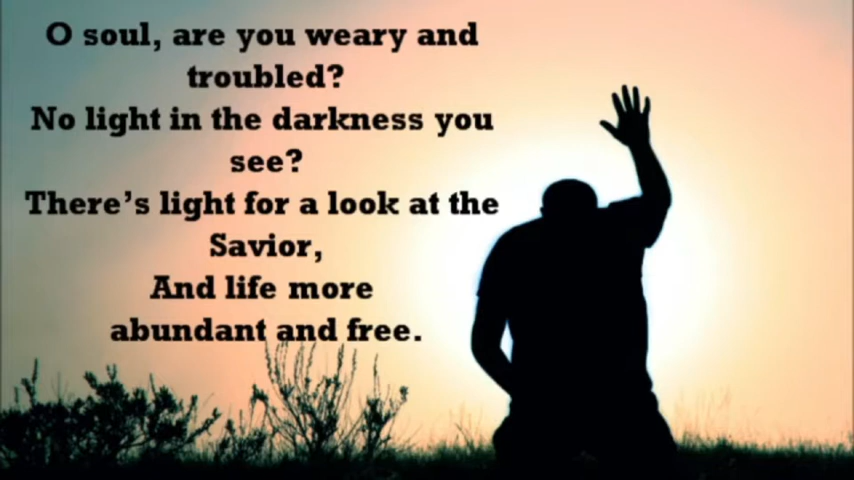 O soul, are you weary and
troubled?
No light in the darkness you
see?
There’s light for a look at the
Savior,
And life more
abundant and free.